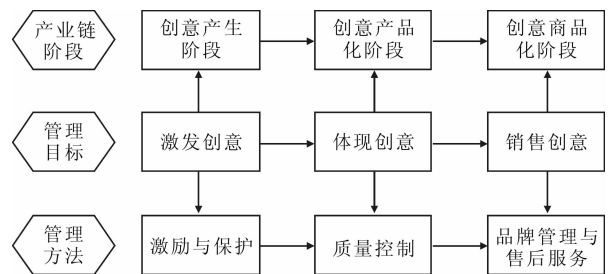 产业链
阶段
创意产生
阶段
创意产品
化阶段
创意商品
化阶段
管理
目标
激发创意
体现创意
销售创意
管理
方法
激励与保护
质量控制
品牌管理与
售后服务